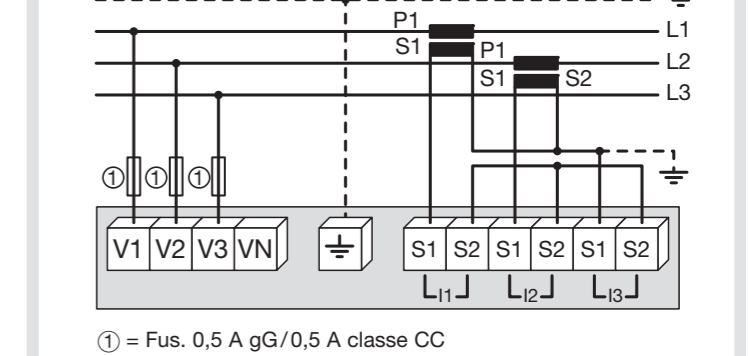 P1 L1
S1 P1 L2
S1 S2 L3
① ① ①
V1 V2 V3 VN S1 S2 S1 S2 S1 S2
I1 I2 I3
① = Fus. 0,5 A gG/0,5 A classe CC